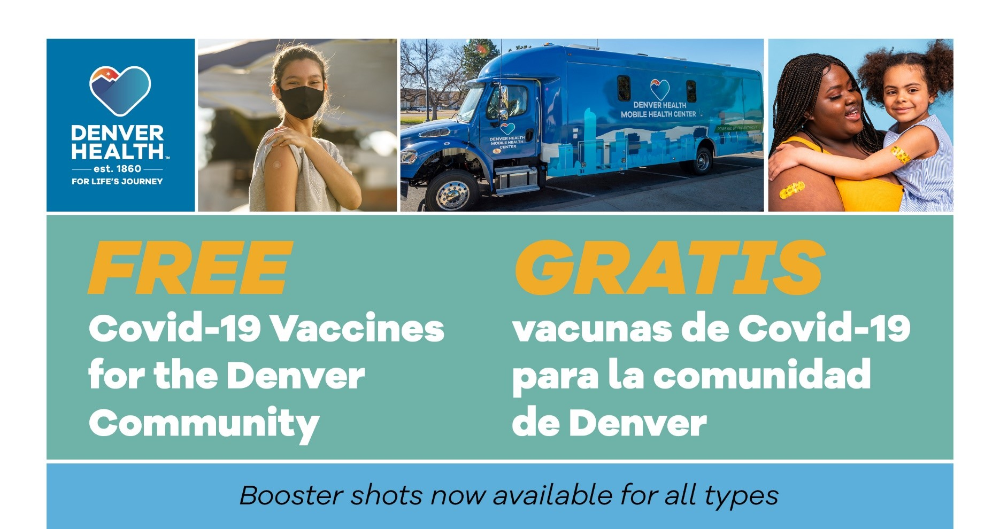 DENVER
HEALTH™
est. 1860
FOR LIFE'S JOURNEY
DENVER HEALTH
MOBILE HEALTH CENTER
POWERED BY PHILANTHROPY
DENVER HEALTH
MOBILE HEALTH
CENTER
FREE
Covid-19 Vaccines
for the Denver
Community
GRATIS
vacunas de Covid-19
para la comunidad
de Denver
Booster shots now available for all types